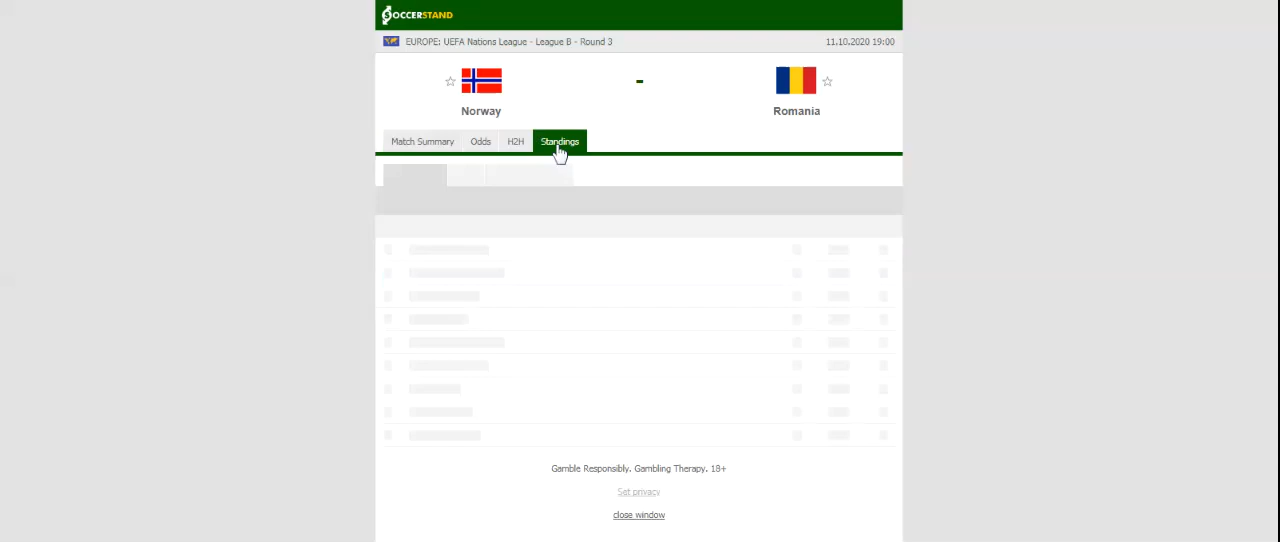 SOCCERSTAND
EUROPE: UEFA Nations League - League B - Round 3
11.10.2020 19:00
-
Norway
Romania
Match Summary
Odds
H2H
Standings
Gamble Responsibly. Gambling Therapy. 18+
Set privacy
close window